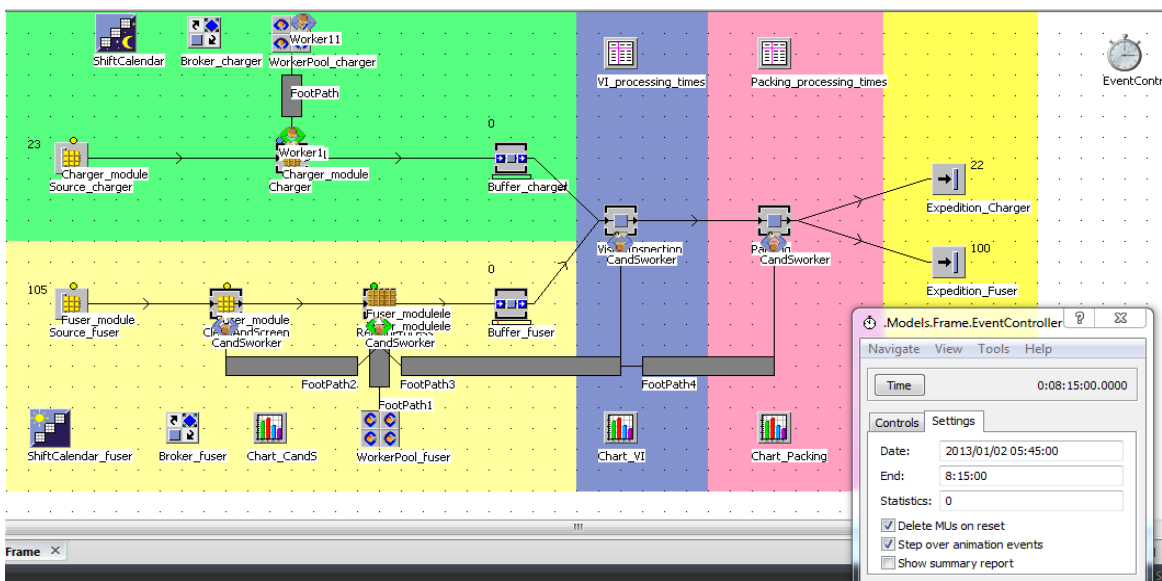 ShiftCalendar
Broker_charger
Worker11
WorkerPool_charger
VI_processing_times
Packing_processing_times
EventContr
FootPath
0
23
Worker1
Charger_module
Source_charger
Charger_module
Charger
Buffer_charger
22
Expedition_Charger
Visual_Inspection
CandSworker
CandSworker
100
Expedition_Fuser
0
105
Fuser_module
Source_fuser
Fuser_module
CandSworker
Fuser_module
CandSworker
Buffer_fuser
FootPath2
FootPath3
FootPath4
FootPath1
ShiftCalendar_fuser
Broker_fuser
Chart_CandS
WorkerPool_fuser
Chart_VI
Chart_Packing
.Models.Frame.EventController
Navigate View Tools Help
Time 0:08:15:00.0000
Controls Settings
Date: 2013/01/02 05:45:00
End: 8:15:00
Statistics: 0
Delete MUs on reset
Step over animation events
Show summary report
Frame